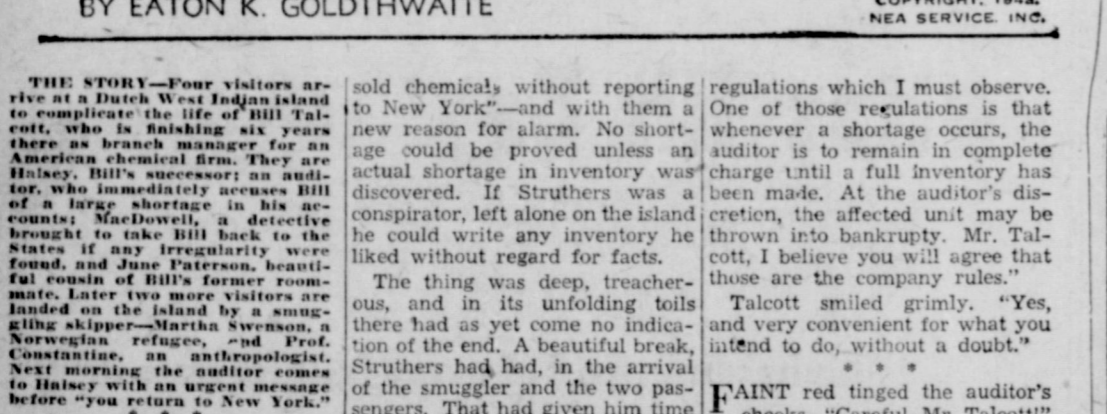 BY EATON K. GOLDTHWAITE
COPYRIGHT, 1942,
NEA SERVICE. INC.
THE STORY—Four visitors ar-
rive at a Dutch West Indian island
to complicate the life of Bill Tal-
cott, who is finishing six years
there as branch manager for an
American chemical firm. They are
Halsey, Bill's successor; an audi-
tor, who immediately accuses Bill
of a large shortage in his ac-
counts; MacDowell, a detective
brought to take Bill back to the
States if any irregularity were
found, and June Paterson, beauti-
ful cousin of Bill's former room-
mate. Later two more visitors are
landed on the island by a smug-
gling skipper—Martha Swenson, a
Norwegian refugee, and Prof.
Constantine, an anthropologist.
Next morning the auditor comes
to Halsey with an urgent message
before "you return to New York."
* * *
sold chemicals without reporting
to New York"—and with them a
new reason for alarm. No short-
age could be proved unless an
actual shortage in inventory was
discovered. If Struthers was a
conspirator, left alone on the island
he could write any inventory he
liked without regard for facts.
The thing was deep, treacher-
ous, and in its unfolding toils
there had as yet come no indica-
tion of the end. A beautiful break,
Struthers had had, in the arrival
of the smuggler and the two pas-
sengers. That had given him time
regulations which I must observe.
One of those regulations is that
whenever a shortage occurs, the
auditor is to remain in complete
charge until a full inventory has
been made. At the auditor's dis-
cretion, the affected unit may be
thrown into bankrupty. Mr. Tal-
cott, I believe you will agree that
those are the company rules."
Talcott smiled grimly. "Yes,
and very convenient for what you
intend to do, without a doubt."
* * *
FAINT red tinged the auditor's
cheeks. "Careful, Mr. Talcott!"